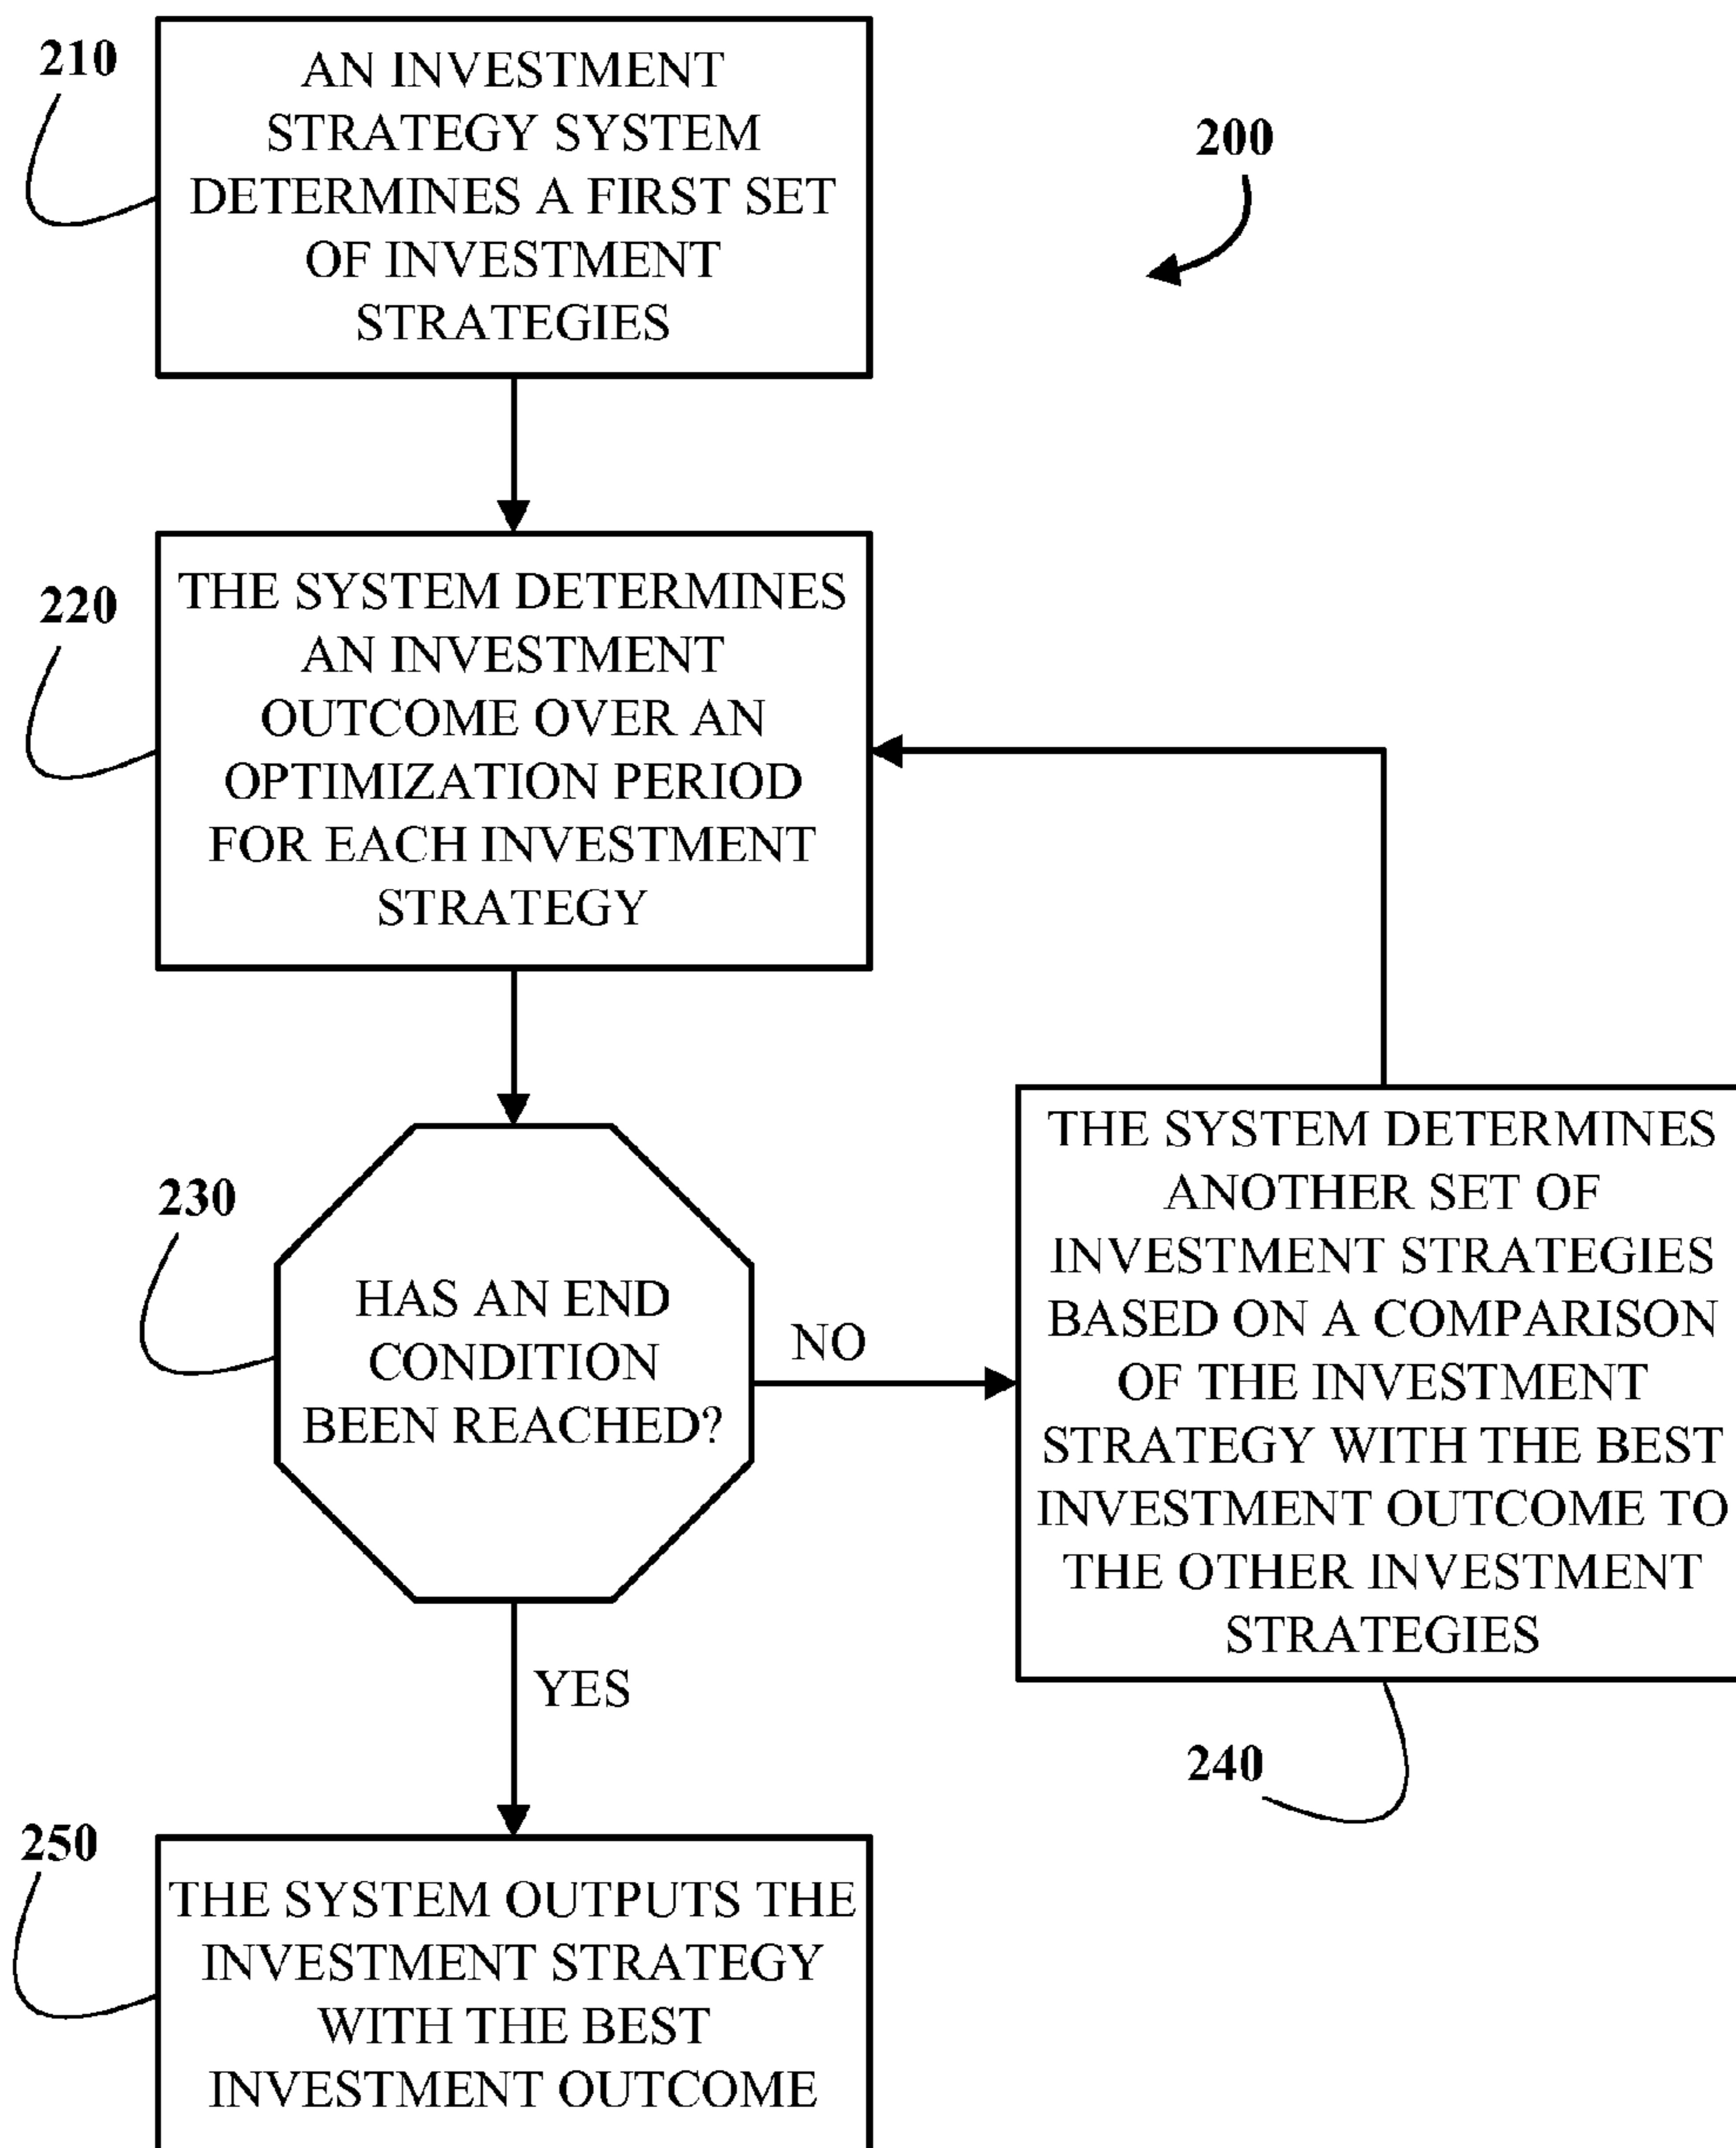 210
AN INVESTMENT
STRATEGY SYSTEM
DETERMINES A FIRST SET
OF INVESTMENT
STRATEGIES
200
220
THE SYSTEM DETERMINES
AN INVESTMENT
OUTCOME OVER AN
OPTIMIZATION PERIOD
FOR EACH INVESTMENT
STRATEGY
230
HAS AN END
CONDITION
BEEN REACHED?
NO
THE SYSTEM DETERMINES
ANOTHER SET OF
INVESTMENT STRATEGIES
BASED ON A COMPARISON
OF THE INVESTMENT
STRATEGY WITH THE BEST
INVESTMENT OUTCOME TO
THE OTHER INVESTMENT
STRATEGIES
240
YES
250
THE SYSTEM OUTPUTS THE
INVESTMENT STRATEGY
WITH THE BEST
INVESTMENT OUTCOME